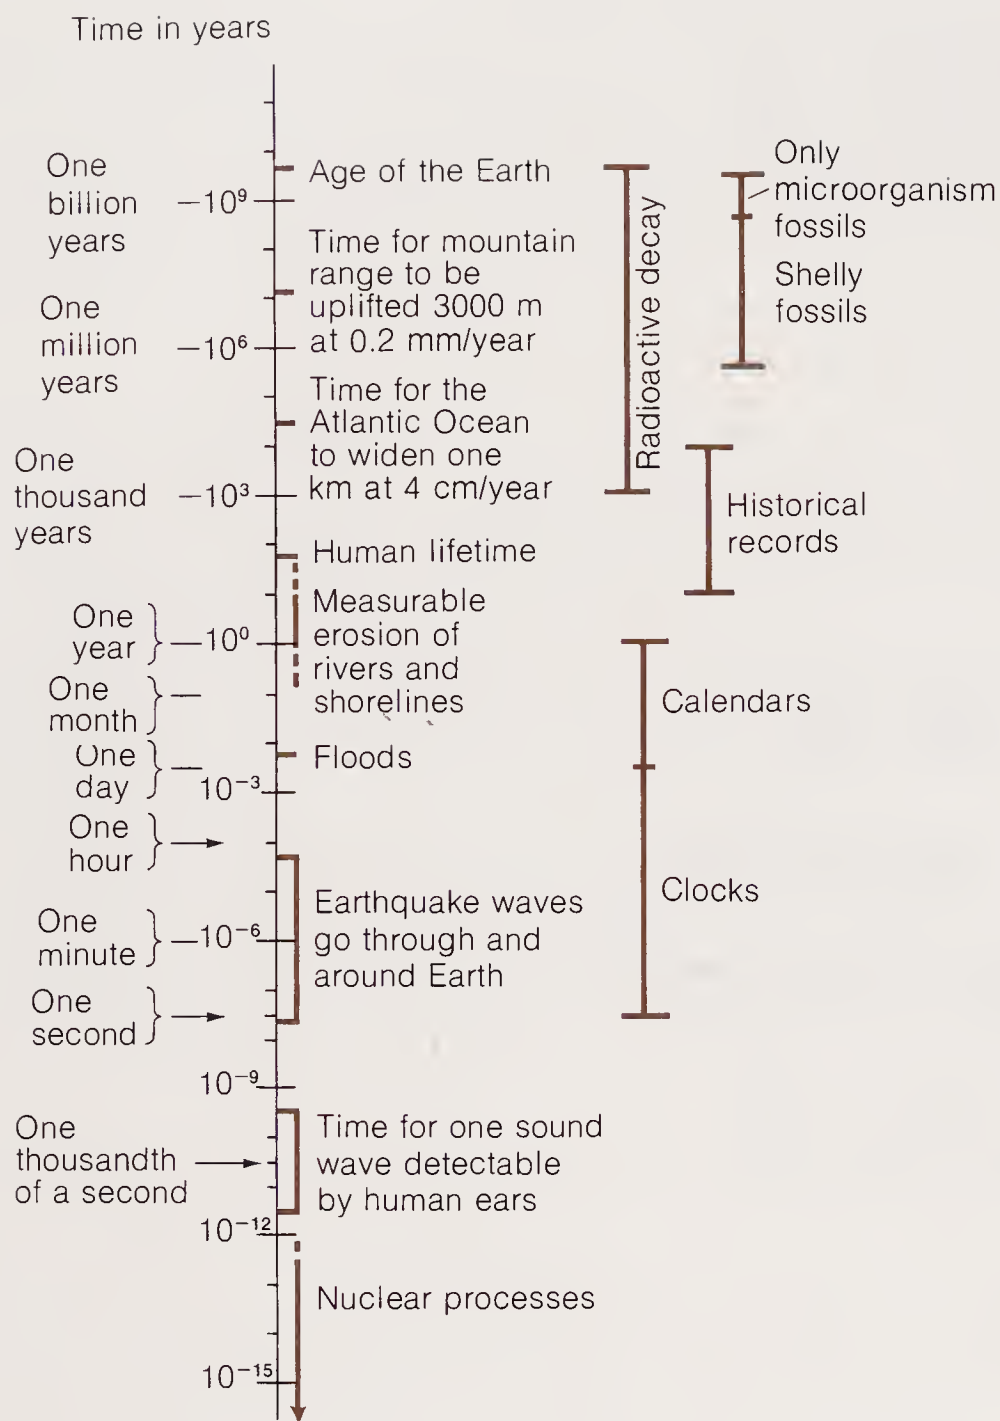 Time in years
One
billion
years
−10⁹
Age of the Earth
Time for mountain
range to be
uplifted 3000 m
at 0.2 mm/year
One
million
years
−10⁶
Time for the
Atlantic Ocean
to widen one
km at 4 cm/year
One
thousand
years
−10³
Human lifetime
Measurable
erosion of
rivers and
shorelines
One
year
−10⁰
One
month
One
day
Floods
10⁻³
One
hour
Earthquake waves
go through and
around Earth
One
minute
−10⁻⁶
One
second
10⁻⁹
One
thousandth
of a second
Time for one sound
wave detectable
by human ears
10⁻¹²
Nuclear processes
10⁻¹⁵
Radioactive decay
Only
microorganism
fossils
Shelly
fossils
Historical
records
Calendars
Clocks